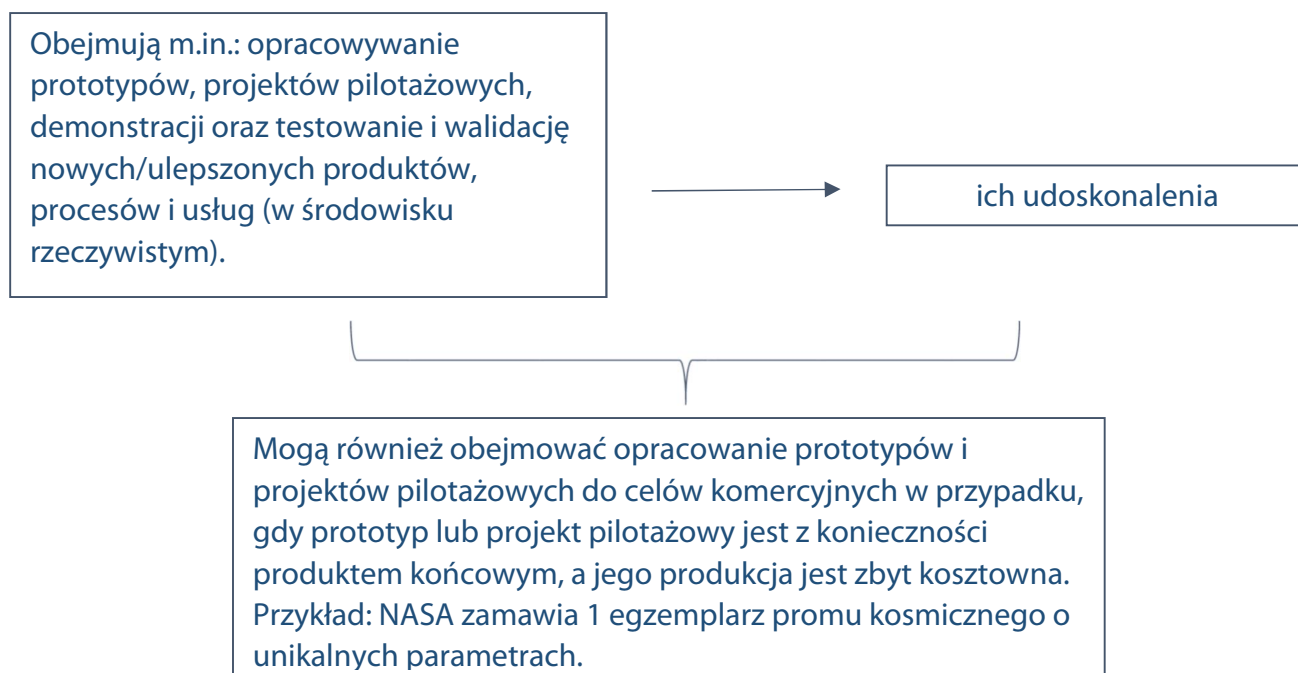 Obejmują m.in.: opracowywanie
prototypów, projektów pilotażowych,
demonstracji oraz testowanie i walidację
nowych/ulepszonych produktów,
procesów i usług (w środowisku
rzeczywistym).
ich udoskonalenia
Mogą również obejmować opracowanie prototypów i
projektów pilotażowych do celów komercyjnych w przypadku,
gdy prototyp lub projekt pilotażowy jest z konieczności
produktem końcowym, a jego produkcja jest zbyt kosztowna.
Przykład: NASA zamawia 1 egzemplarz promu kosmicznego o
unikalnych parametrach.